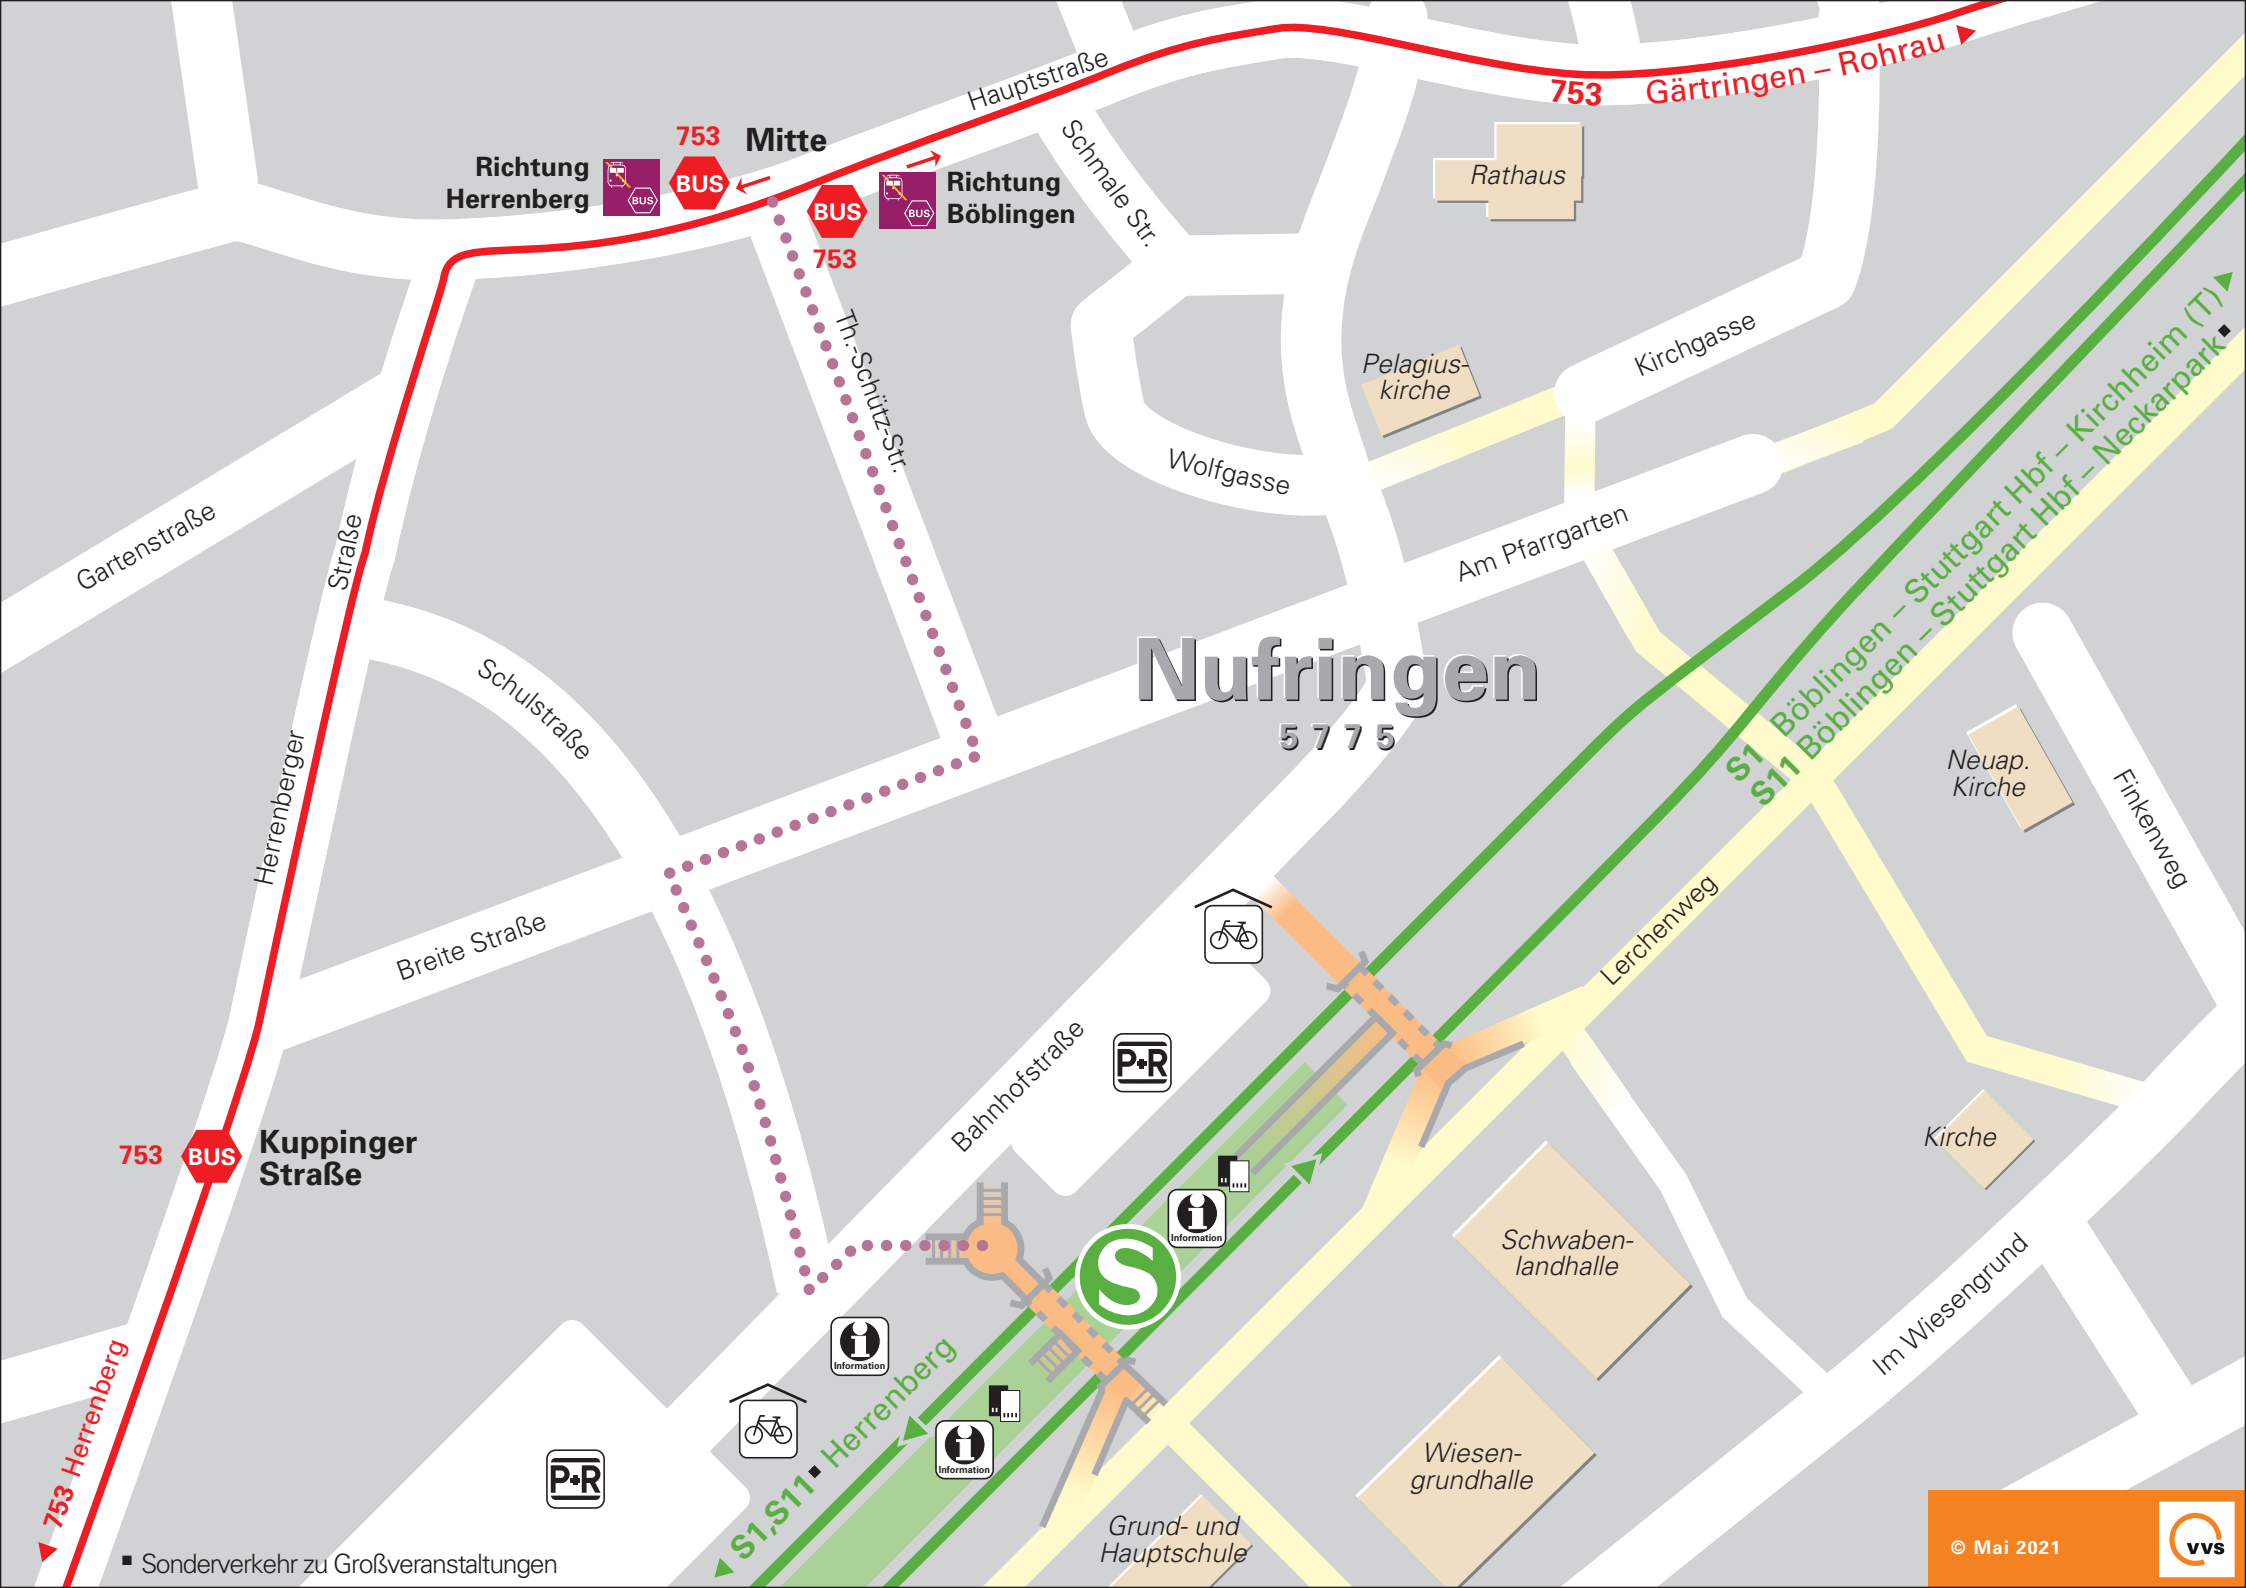 Hauptstraße
753 Gärtringen – Rohrau
753
Mitte
Richtung
Herrenberg
BUS
BUS
BUS
BUS
Richtung
Böblingen
753
Schmale Str.
Rathaus
Th.-Schütz-Str.
Pelagius-
kirche
Kirchgasse
Wolfgasse
Gartenstraße
Herrenberger
Straße
Am Pfarrgarten
S1 Böblingen – Stuttgart Hbf – Kirchheim (T)
S11 Böblingen – Stuttgart Hbf – Neckarpark
Nufringen
5775
Schulstraße
Neuap.
Kirche
Finkenweg
Breite Straße
Lerchenweg
Bahnhofstraße
P+R
753
BUS
Kuppinger
Straße
Kirche
Information
S
Schwaben-
landhalle
Im Wiesengrund
Information
753 Herrenberg
S1,S11 Herrenberg
Information
P+R
Wiesen-
grundhalle
Grund- und
Hauptschule
Sonderverkehr zu Großveranstaltungen
© Mai 2021
VVS